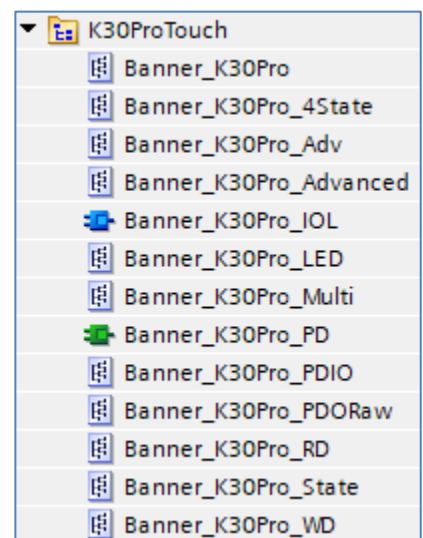 K30ProTouch
Banner_K30Pro
Banner_K30Pro_4State
Banner_K30Pro_Adv
Banner_K30Pro_Advanced
Banner_K30Pro_IOL
Banner_K30Pro_LED
Banner_K30Pro_Multi
Banner_K30Pro_PD
Banner_K30Pro_PDIO
Banner_K30Pro_PDORaw
Banner_K30Pro_RD
Banner_K30Pro_State
Banner_K30Pro_WD